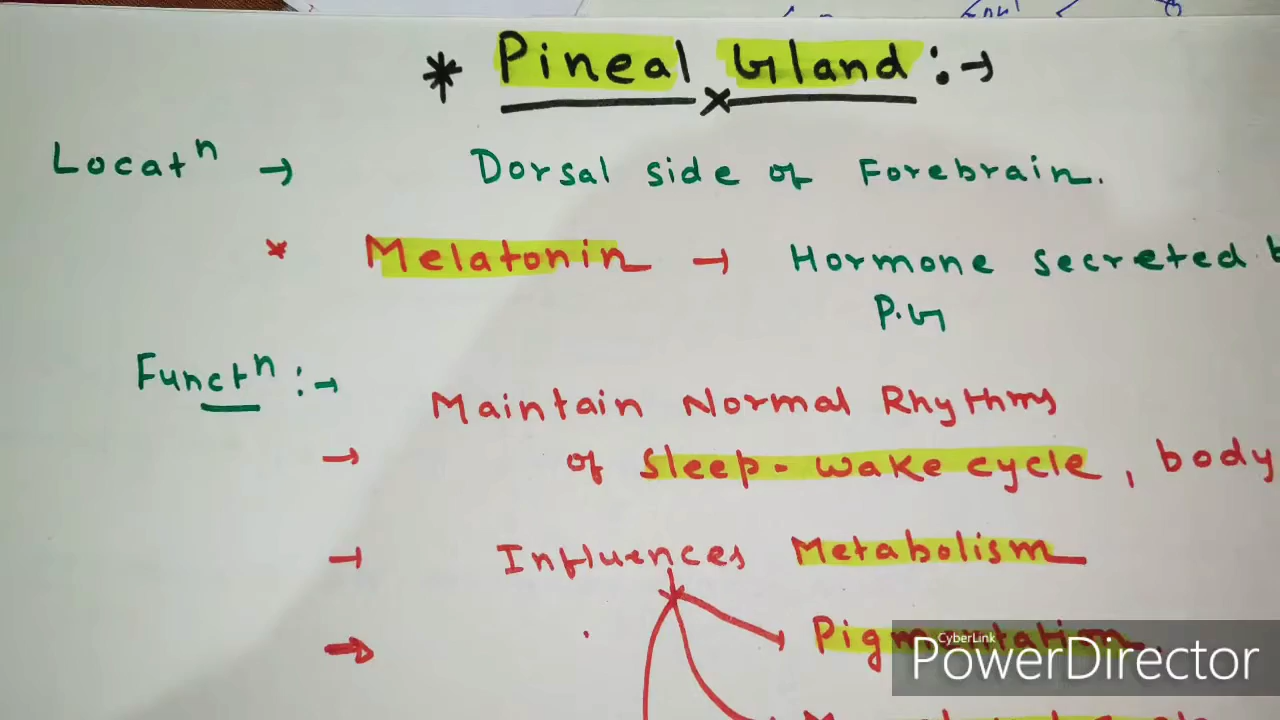 * Pineal Gland :→
Locatⁿ → Dorsal side of Forebrain.
* Melatonin → Hormone secreted
P.G
Functⁿ :→
Maintain Normal Rhythms
→ of Sleep-wake cycle, body
→ Influences Metabolism
⇒ Pigmentation.
CyberLink
PowerDirector